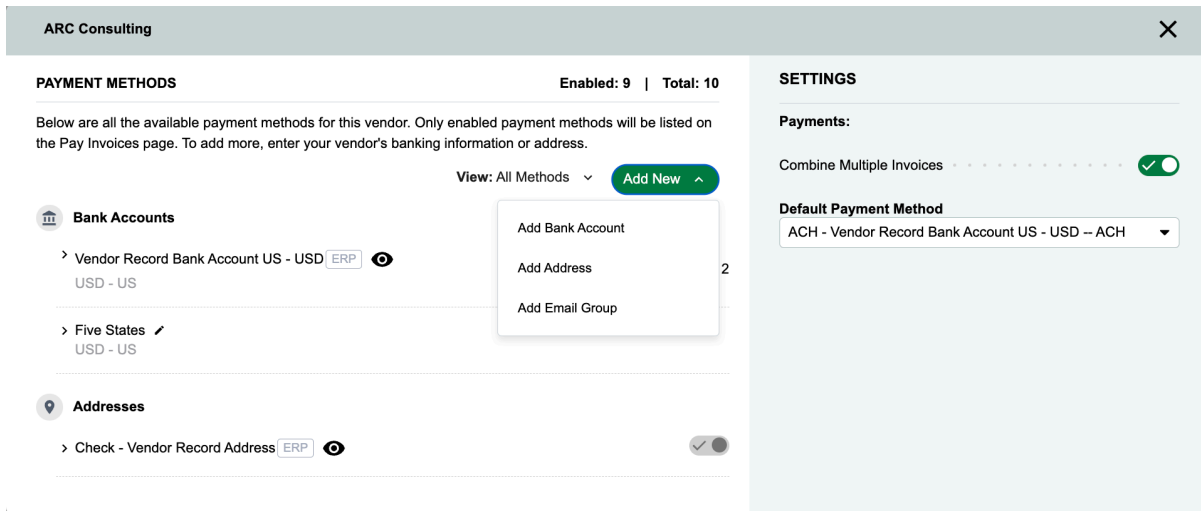 ARC Consulting
PAYMENT METHODS
Enabled: 9 | Total: 10
Below are all the available payment methods for this vendor. Only enabled payment methods will be listed on
the Pay Invoices page. To add more, enter your vendor's banking information or address.
View: All Methods
Add New
Add Bank Account
Add Address
Add Email Group
Bank Accounts
Vendor Record Bank Account US - USD ERP
2
USD - US
Five States
USD - US
Addresses
Check - Vendor Record Address ERP
SETTINGS
Payments:
Combine Multiple Invoices
Default Payment Method
ACH - Vendor Record Bank Account US - USD -- ACH